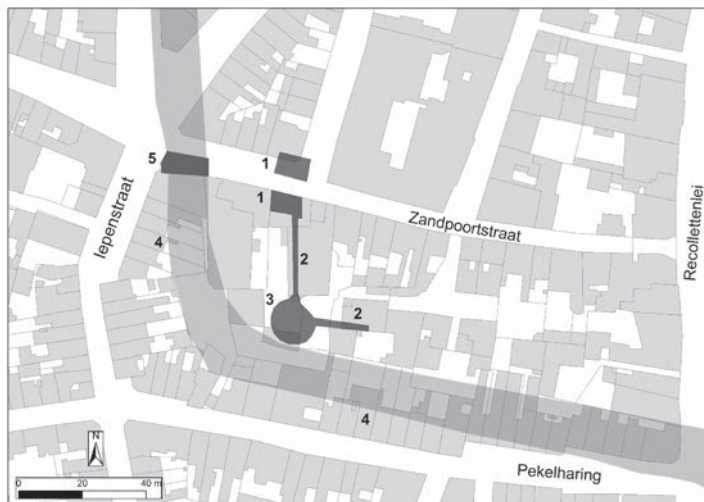 5
1
1
Iepenstraat
4
Zandpoortstraat
Recollettenlei
2
3
2
4
Pekelharing
N
0 20 40 m